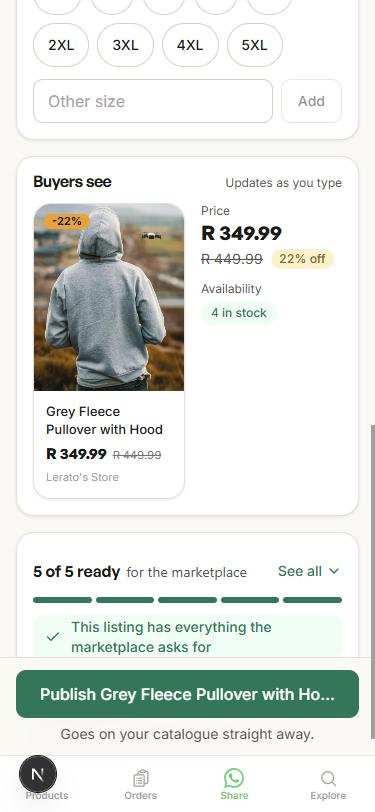 2XL 3XL 4XL 5XL
Other size Add
Buyers see Updates as you type
-22%
Price
R 349.99
R 449.99 22% off
Availability
4 in stock
Grey Fleece
Pullover with Hood
R 349.99 R 449.99
Lerato's Store
5 of 5 ready for the marketplace See all
This listing has everything the
marketplace asks for
Publish Grey Fleece Pullover with Ho...
Goes on your catalogue straight away.
N
Products Orders Share Explore